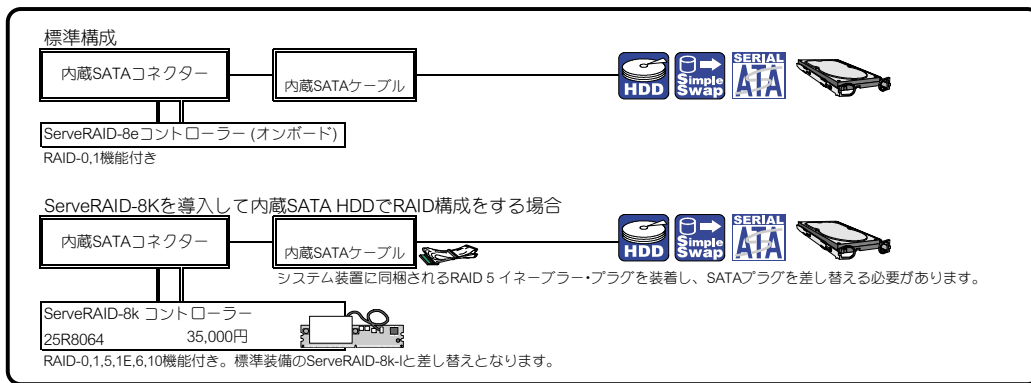 標準構成
内蔵SATAコネクター
内蔵SATAケーブル
HDD
Simple Swap
SERIAL ATA
ServeRAID-8eコントローラー (オンボード)
RAID-0,1機能付き
ServeRAID-8Kを導入して内蔵SATA HDDでRAID構成をする場合
内蔵SATAコネクター
内蔵SATAケーブル
HDD
Simple Swap
SERIAL ATA
システム装置に同梱されるRAID 5 イネーブラー・プラグを装着し、SATAプラグを差し替える必要があります。
ServeRAID-8k コントローラー
25R8064 35,000円
RAID-0,1,5,1E,6,10機能付き。標準装備のServeRAID-8k-lと差し替えとなります。